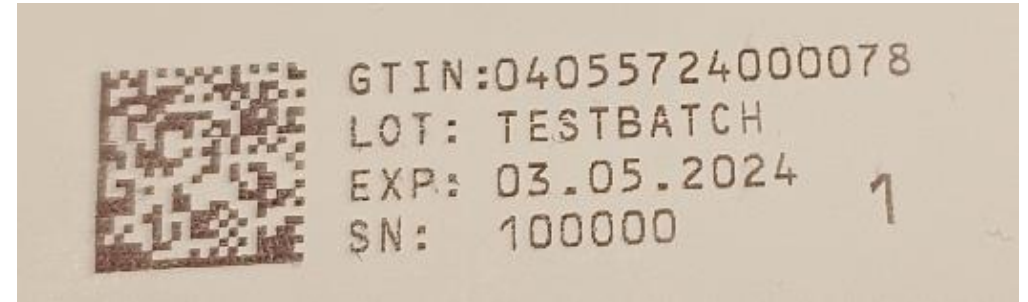 GTIN:04055724000078
LOT: TESTBATCH
EXP: 03.05.2024
SN: 100000
1